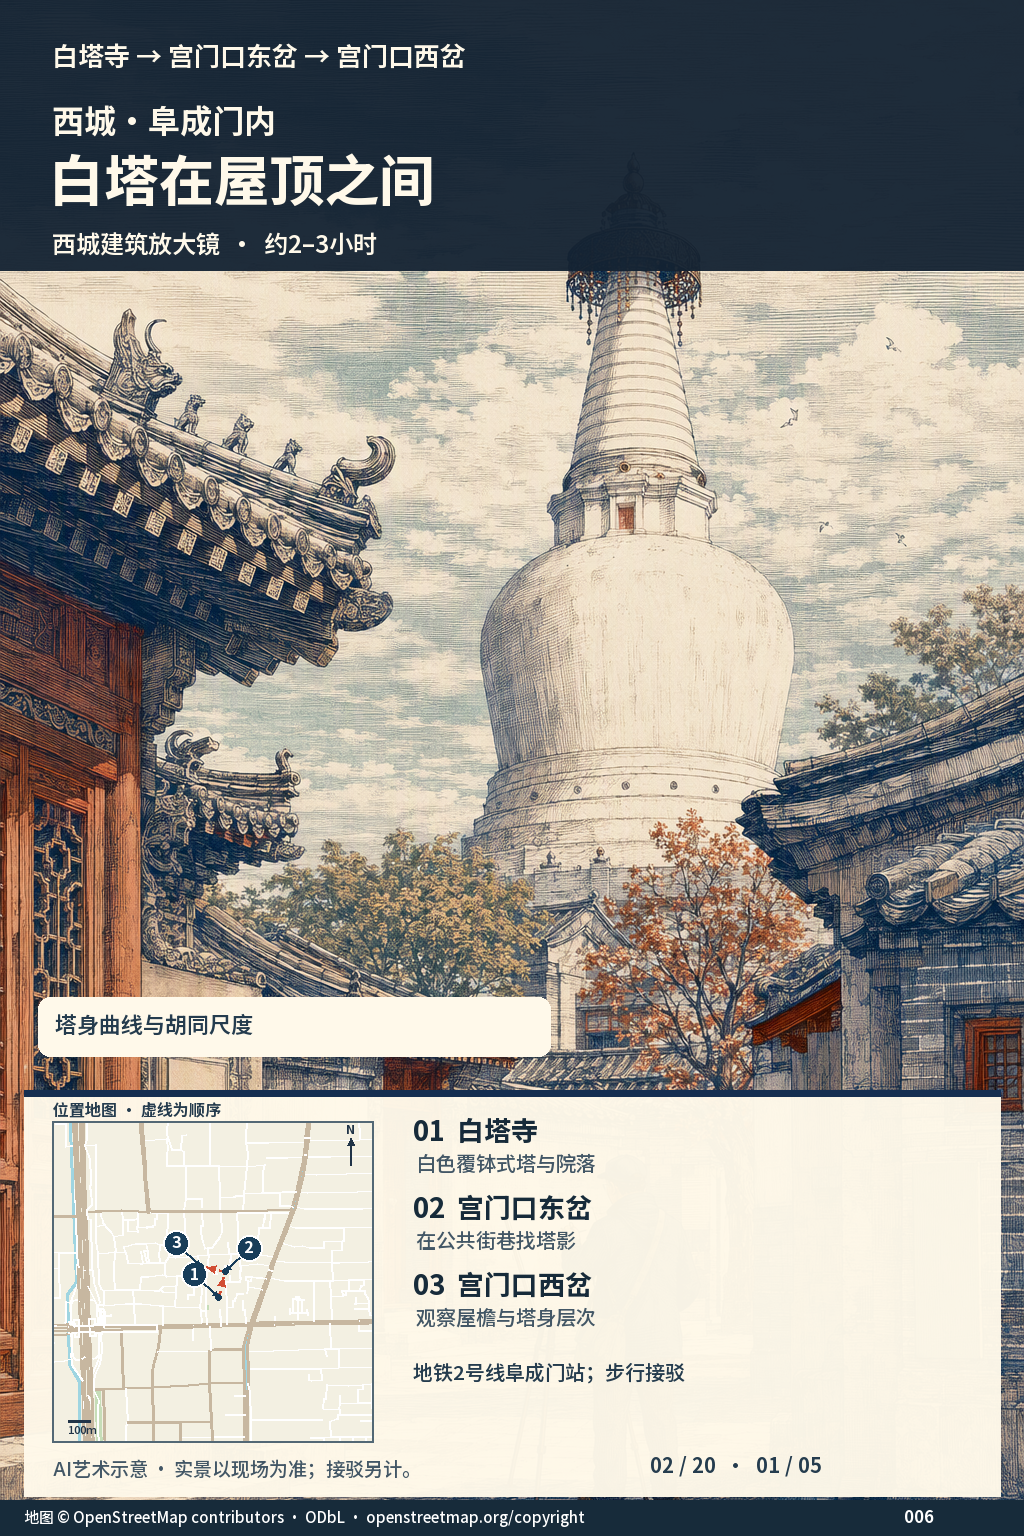 白塔寺 → 宫门口东岔 → 宫门口西岔
西城·阜成门内
白塔在屋顶之间
西城建筑放大镜 · 约2–3小时
塔身曲线与胡同尺度
位置地图 · 虚线为顺序
N
3
2
1
100m
01 白塔寺
白色覆钵式塔与院落
02 宫门口东岔
在公共街巷找塔影
03 宫门口西岔
观察屋檐与塔身层次
地铁2号线阜成门站；步行接驳
AI艺术示意 · 实景以现场为准；接驳另计。
02 / 20 · 01 / 05
地图 © OpenStreetMap contributors · ODbL · openstreetmap.org/copyright
006